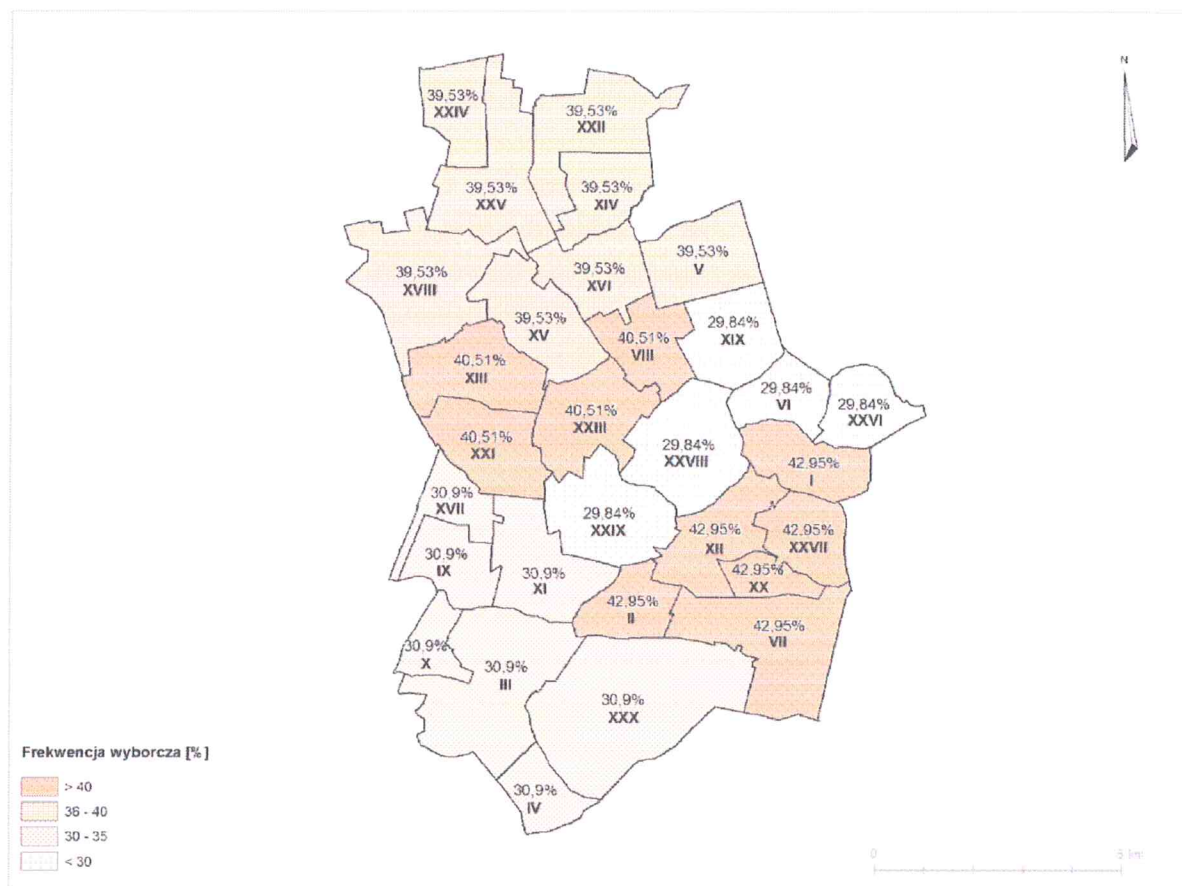 N
39,53%
XXIV
39,53%
XXII
39,53%
XXV
39,53%
XIV
39,53%
V
39,53%
XVIII
39,53%
XVI
39,53%
XV
40,51%
VIII
29,84%
XIX
40,51%
XIII
29,84%
VI
29,84%
XXVI
40,51%
XXIII
40,51%
XXI
29,84%
XXVIII
42,95%
I
30,9%
XVII
29,84%
XXIX
42,95%
XII
42,95%
XXVII
30,9%
IX
30,9%
XI
42,95%
XX
42,95%
II
42,95%
VII
30,9%
X
30,9%
III
30,9%
XXX
30,9%
IV
Frekwencja wyborcza [%]
> 40
36 - 40
30 - 35
< 30
0 5 km